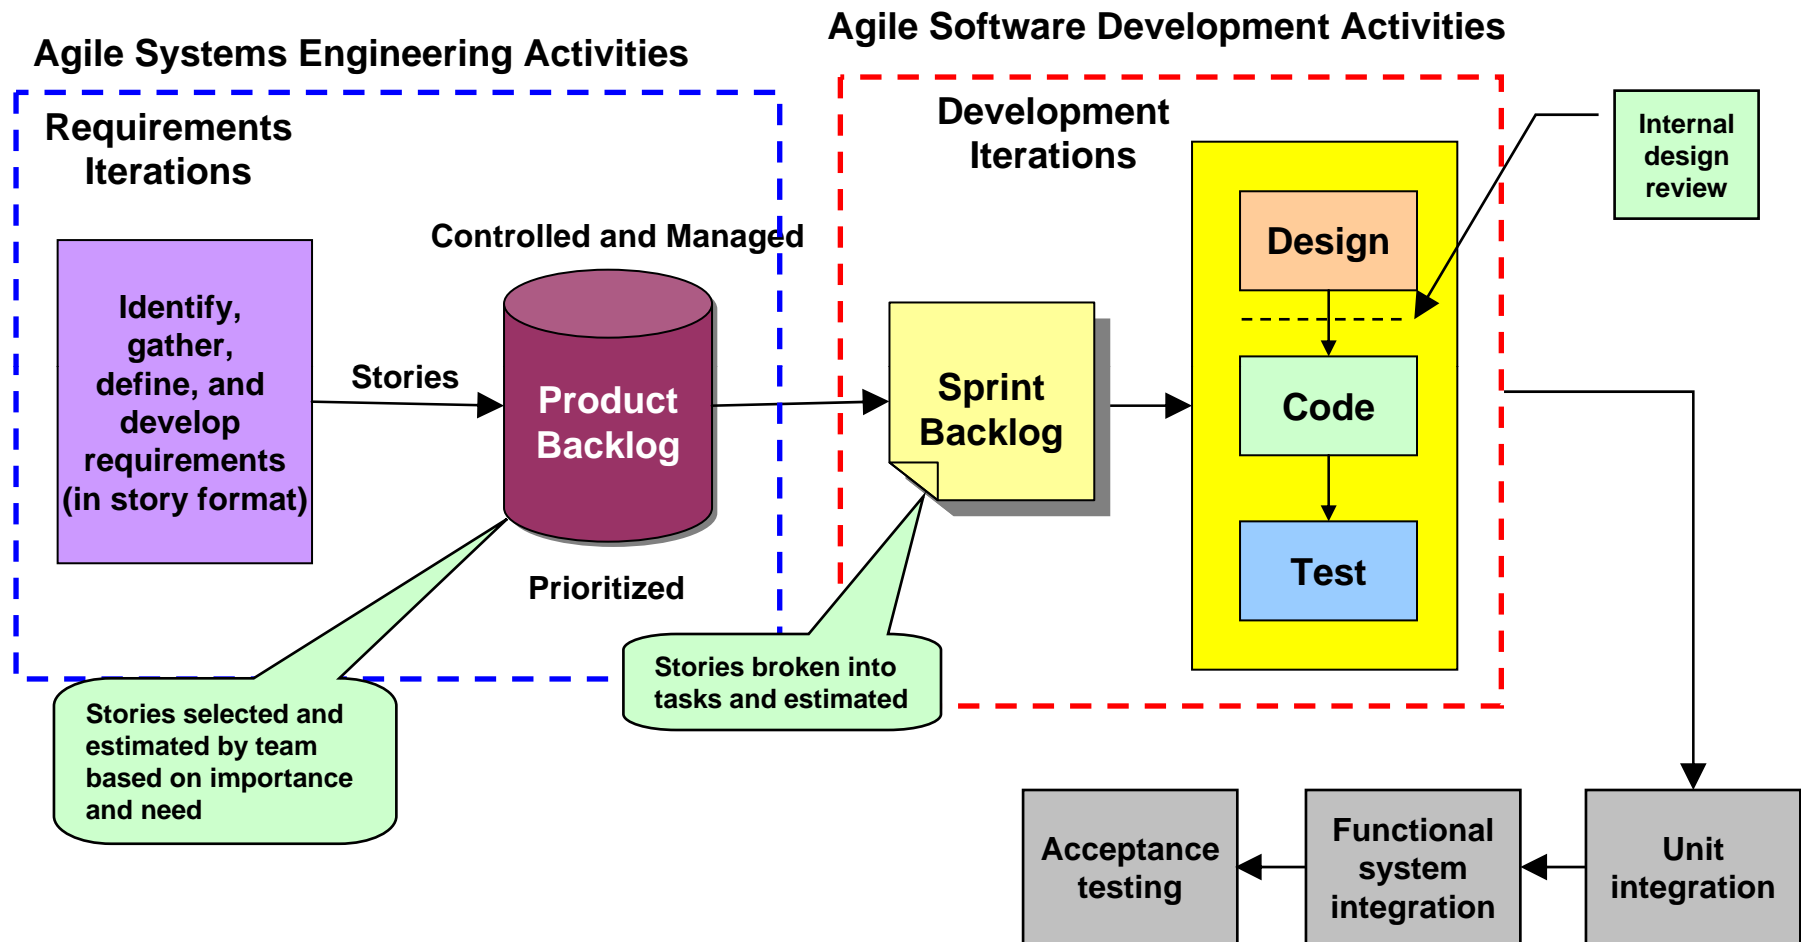 Agile Systems Engineering Activities
Agile Software Development Activities
Requirements
Iterations
Identify,
gather,
define, and
develop
requirements
(in story format)
Stories
Controlled and Managed
Product
Backlog
Prioritized
Stories selected and
estimated by team
based on importance
and need
Development
Iterations
Sprint
Backlog
Stories broken into
tasks and estimated
Design
Code
Test
Internal
design
review
Acceptance
testing
Functional
system
integration
Unit
integration